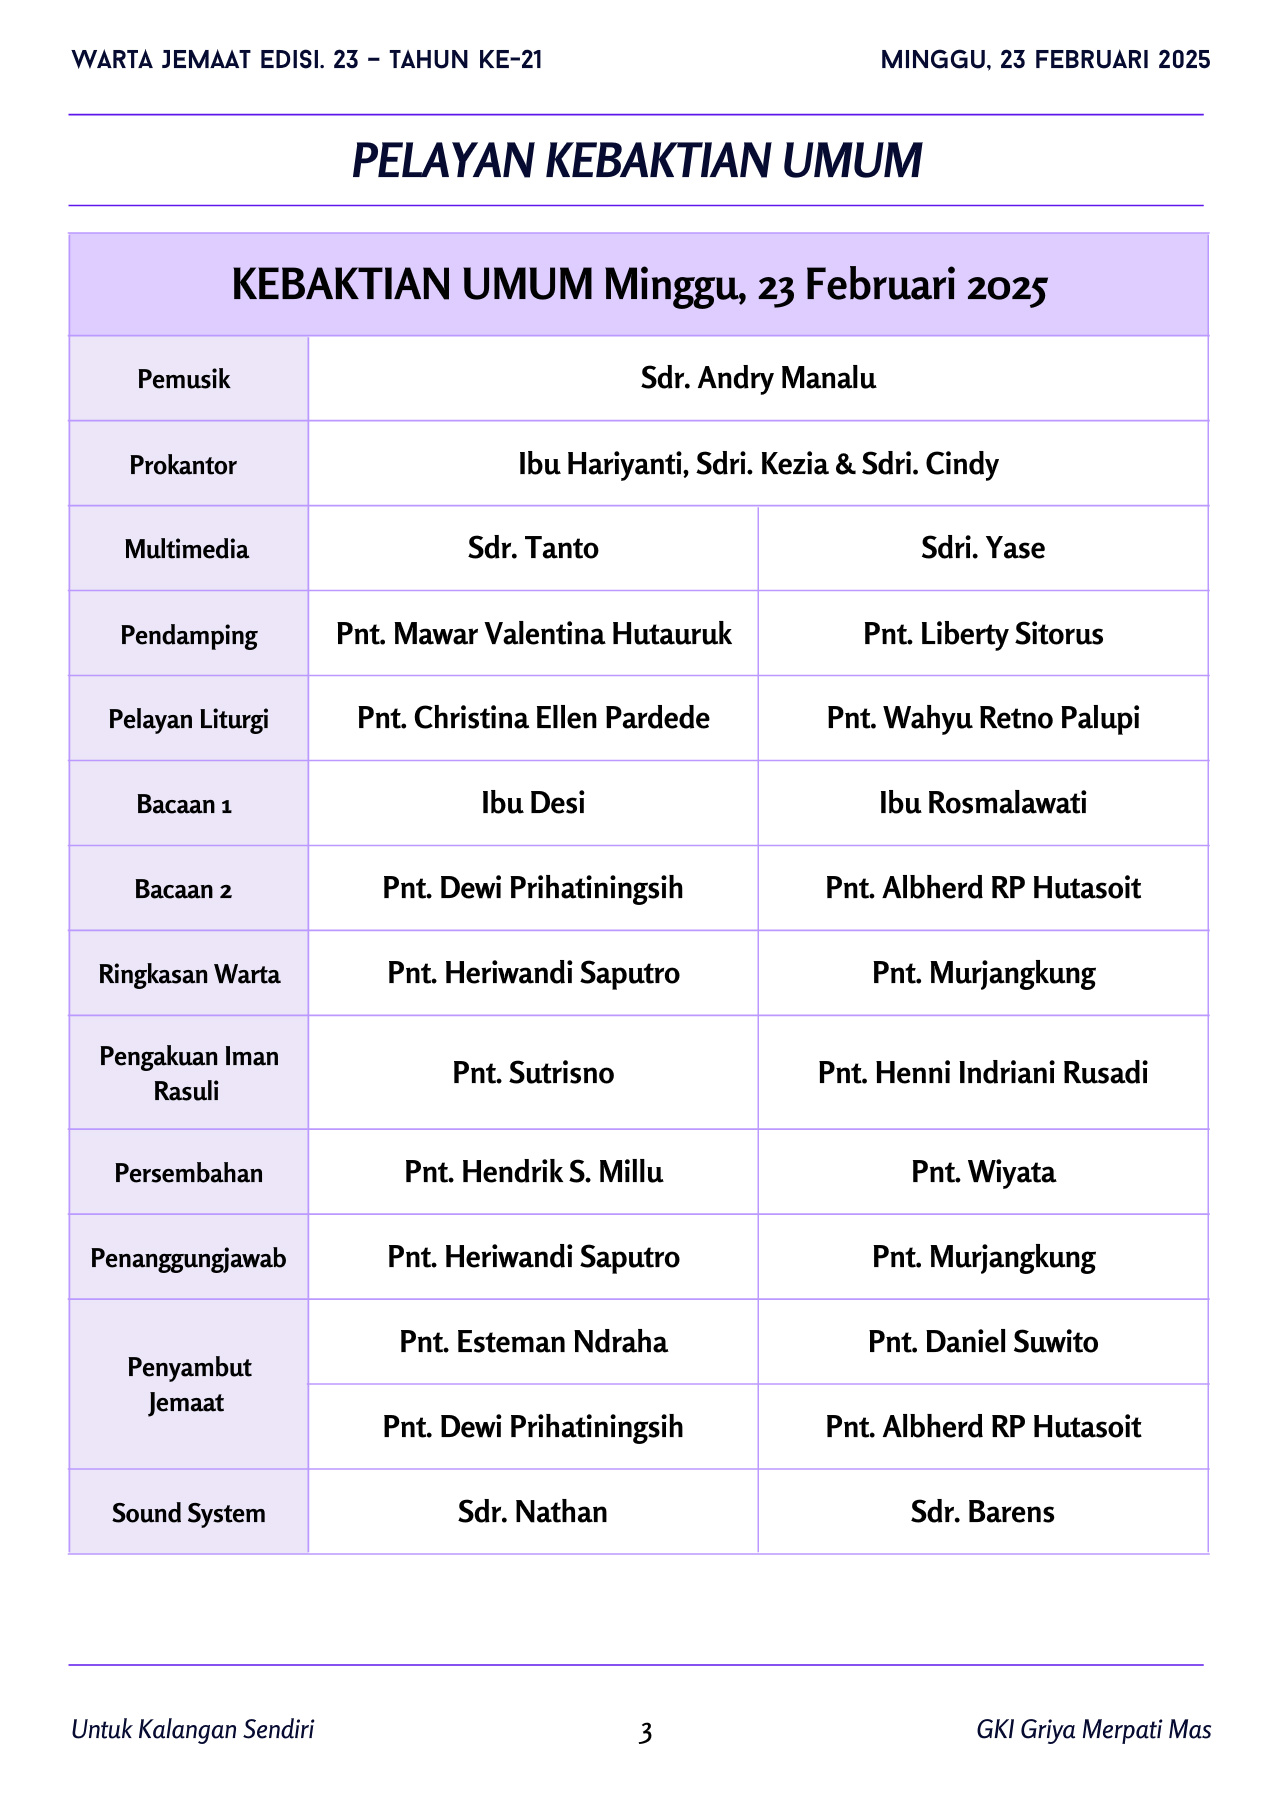 WARTA JEMAAT EDISI. 23 – TAHUN KE-21
MINGGU, 23 FEBRUARI 2025
PELAYAN KEBAKTIAN UMUM
KEBAKTIAN UMUM Minggu, 23 Februari 2025
Pemusik
Sdr. Andry Manalu
Prokantor
Ibu Hariyanti, Sdri. Kezia & Sdri. Cindy
Multimedia
Sdr. Tanto
Sdri. Yase
Pendamping
Pnt. Mawar Valentina Hutauruk
Pnt. Liberty Sitorus
Pelayan Liturgi
Pnt. Christina Ellen Pardede
Pnt. Wahyu Retno Palupi
Bacaan 1
Ibu Desi
Ibu Rosmalawati
Bacaan 2
Pnt. Dewi Prihatiningsih
Pnt. Albherd RP Hutasoit
Ringkasan Warta
Pnt. Heriwandi Saputro
Pnt. Murjangkung
Pengakuan Iman
Rasuli
Pnt. Sutrisno
Pnt. Henni Indriani Rusadi
Persembahan
Pnt. Hendrik S. Millu
Pnt. Wiyata
Penanggungjawab
Pnt. Heriwandi Saputro
Pnt. Murjangkung
Penyambut
Jemaat
Pnt. Esteman Ndraha
Pnt. Daniel Suwito
Pnt. Dewi Prihatiningsih
Pnt. Albherd RP Hutasoit
Sound System
Sdr. Nathan
Sdr. Barens
Untuk Kalangan Sendiri
3
GKI Griya Merpati Mas